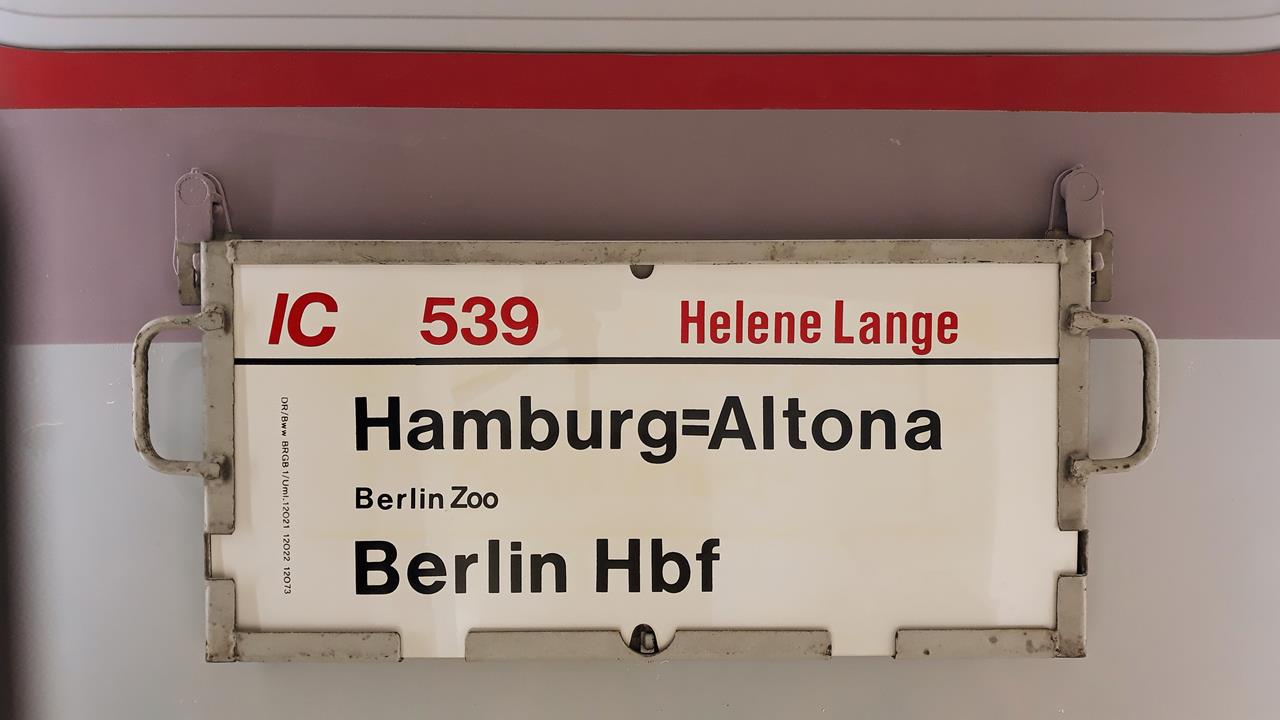 IC 539 Helene Lange
Hamburg=Altona
Berlin Zoo
Berlin Hbf
DR/Bww BRGB 1/Uml.12021 12022 12073